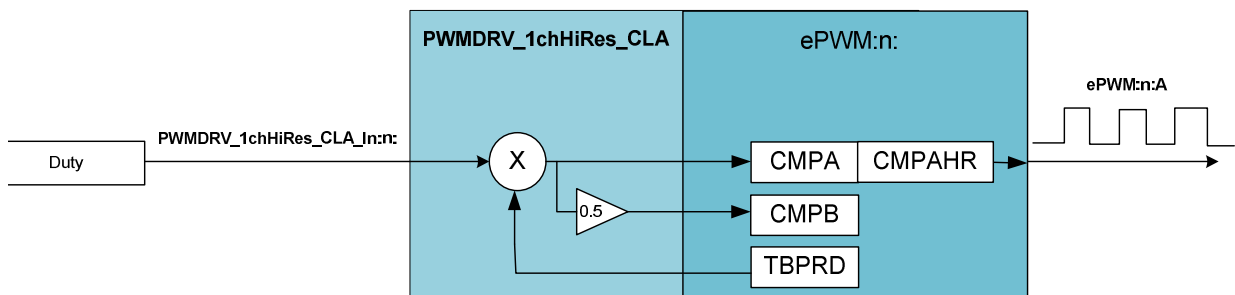 PWMDRV_1chHiRes_CLA
ePWM:n:
ePWM:n:A
PWMDRV_1chHiRes_CLA_In:n:
Duty
X
CMPA
CMPAHR
0.5
CMPB
TBPRD